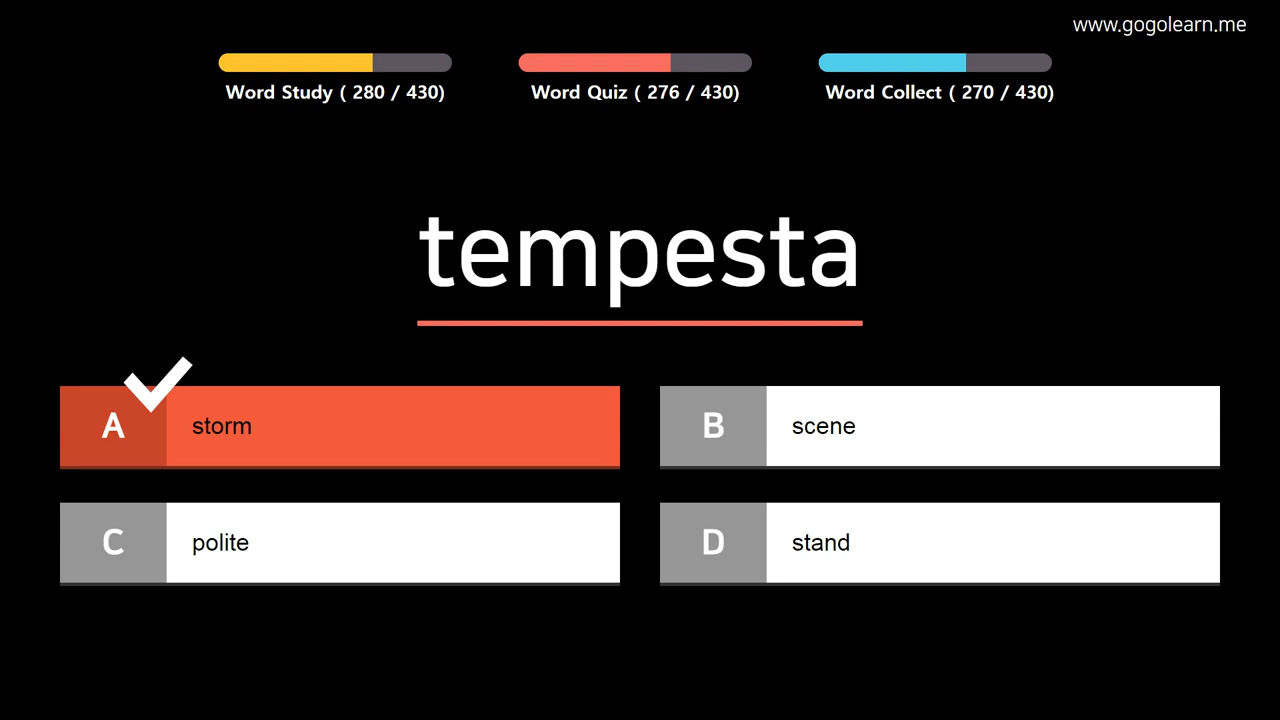 www.gogolearn.me
Word Study ( 280 / 430)
Word Quiz ( 276 / 430)
Word Collect ( 270 / 430)
tempesta
A storm
B scene
C polite
D stand